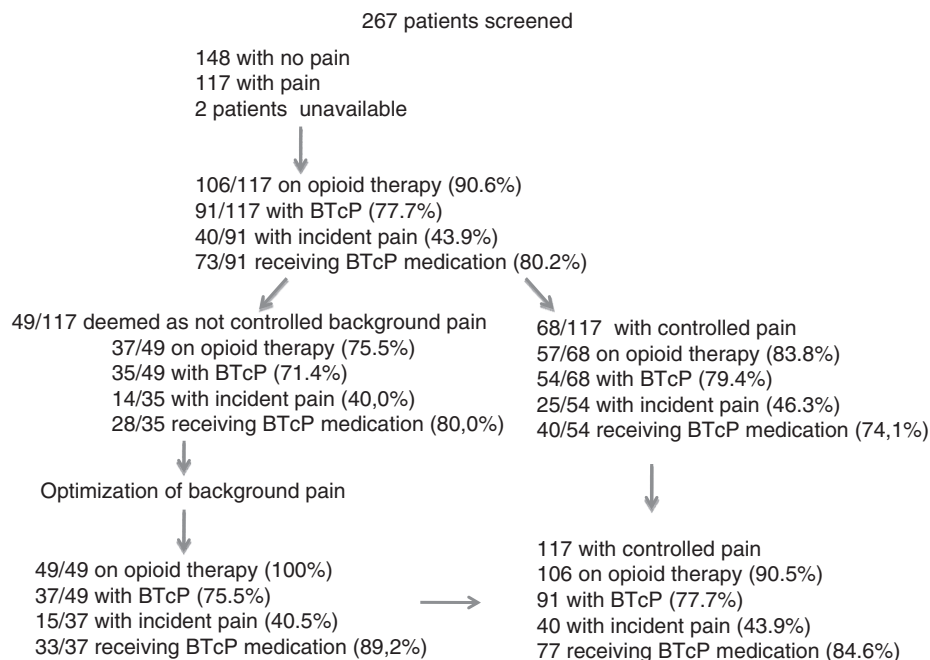 267 patients screened
148 with no pain
117 with pain
2 patients unavailable
106/117 on opioid therapy (90.6%)
91/117 with BTcP (77.7%)
40/91 with incident pain (43.9%)
73/91 receiving BTcP medication (80.2%)
49/117 deemed as not controlled background pain
37/49 on opioid therapy (75.5%)
35/49 with BTcP (71.4%)
14/35 with incident pain (40,0%)
28/35 receiving BTcP medication (80,0%)
68/117 with controlled pain
57/68 on opioid therapy (83.8%)
54/68 with BTcP (79.4%)
25/54 with incident pain (46.3%)
40/54 receiving BTcP medication (74,1%)
Optimization of background pain
49/49 on opioid therapy (100%)
37/49 with BTcP (75.5%)
15/37 with incident pain (40.5%)
33/37 receiving BTcP medication (89,2%)
117 with controlled pain
106 on opioid therapy (90.5%)
91 with BTcP (77.7%)
40 with incident pain (43.9%)
77 receiving BTcP medication (84.6%)